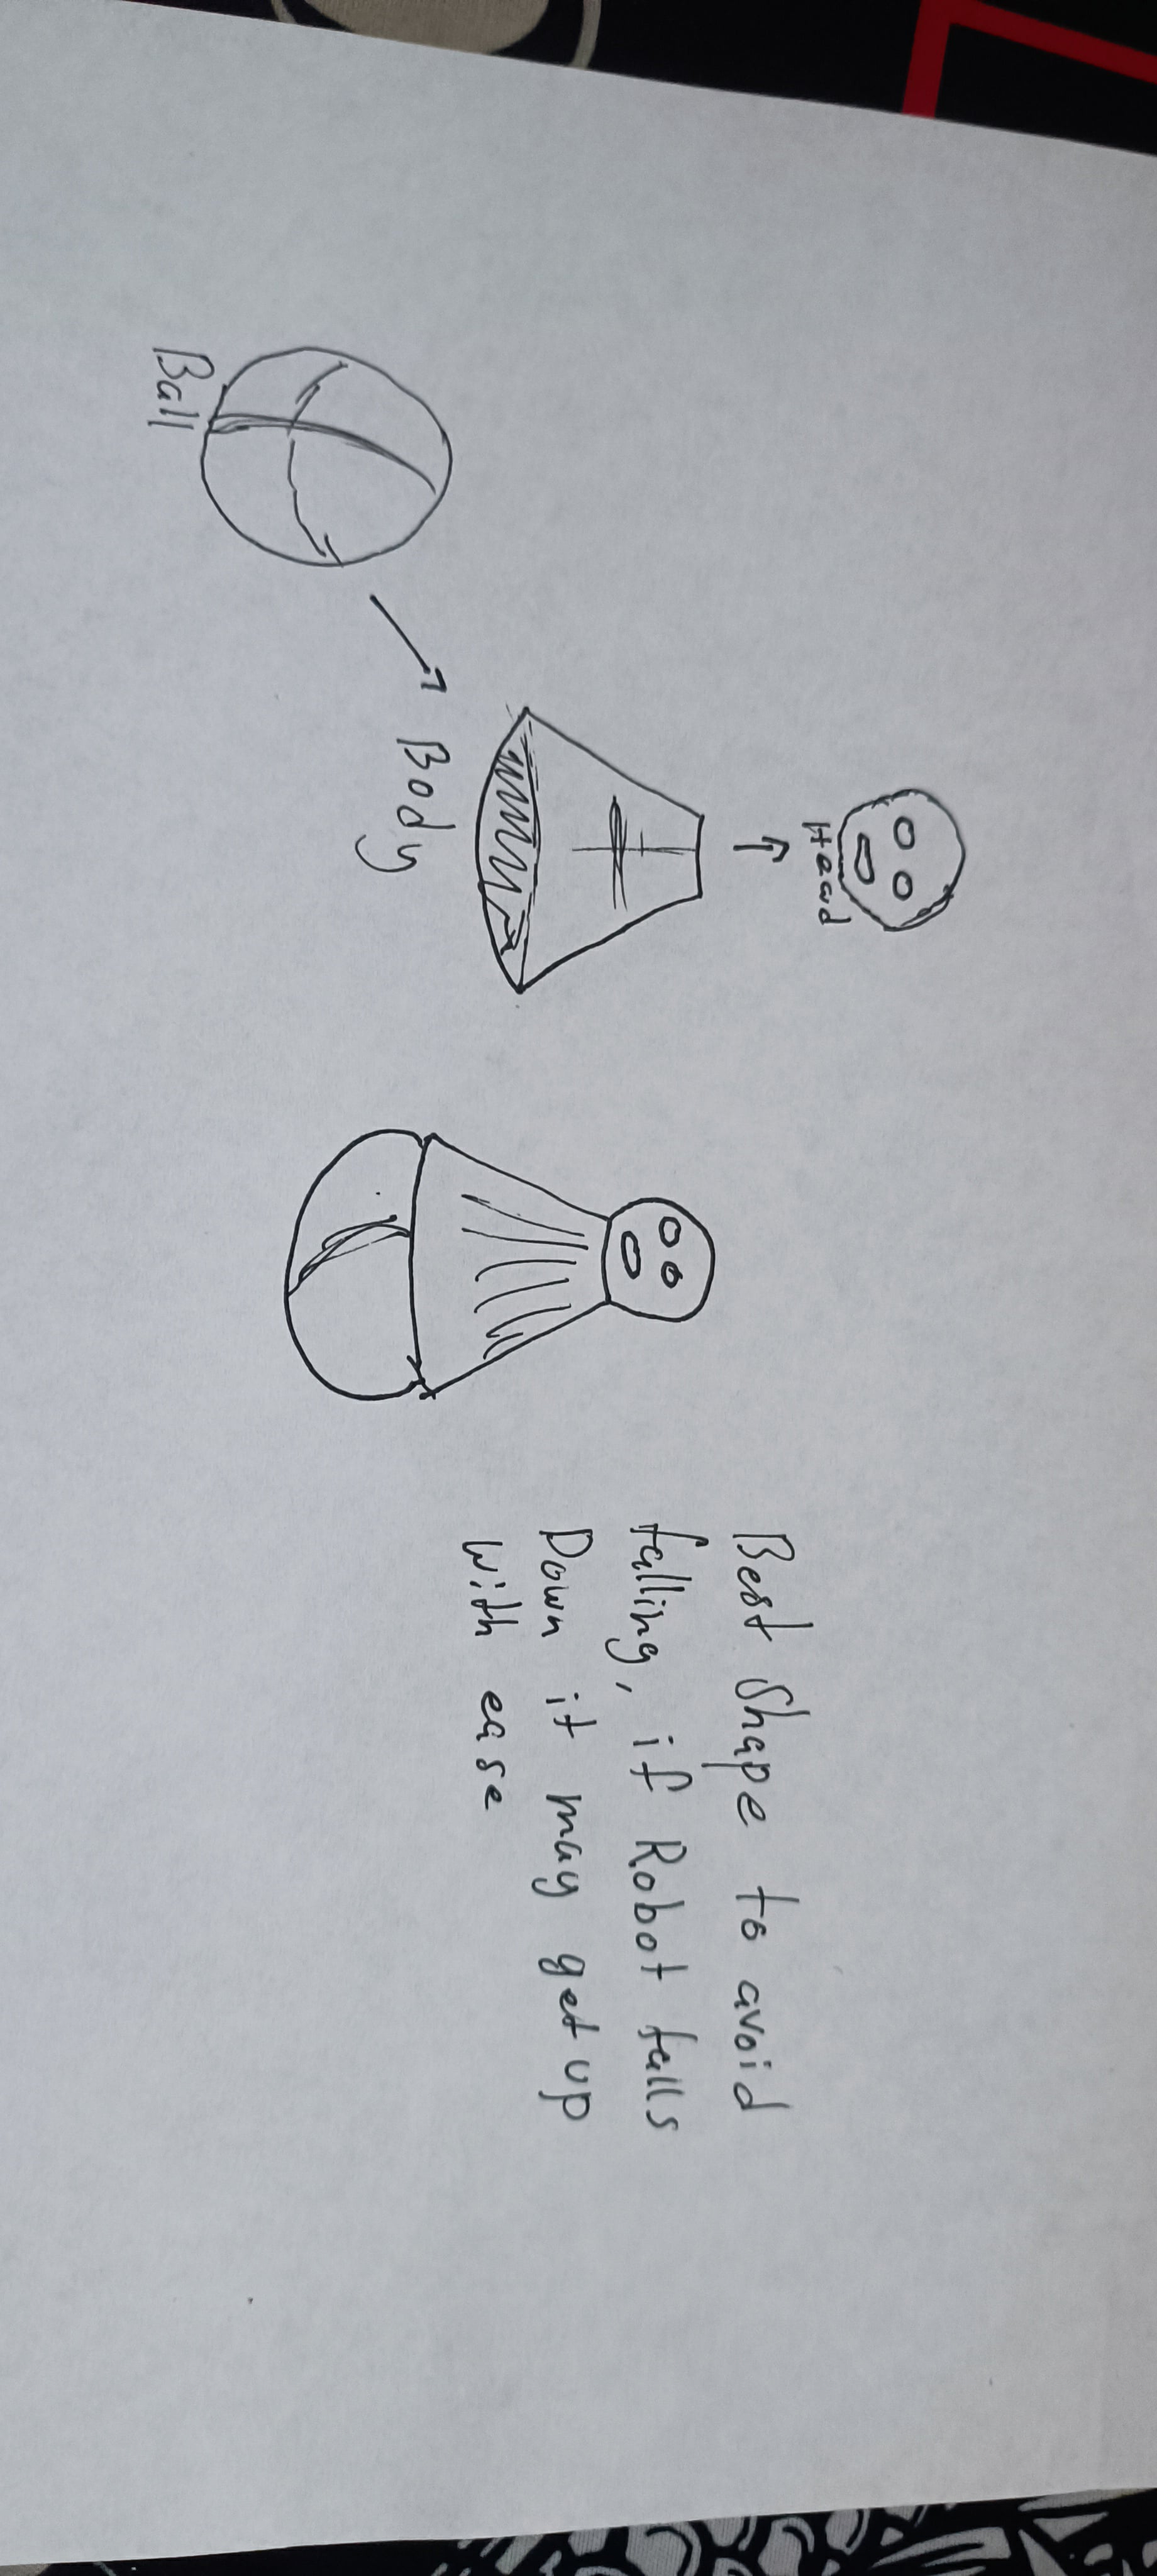 Ball
Body
Head
Best Shape to avoid
falling, if Robot falls
Down it may get up
with ease